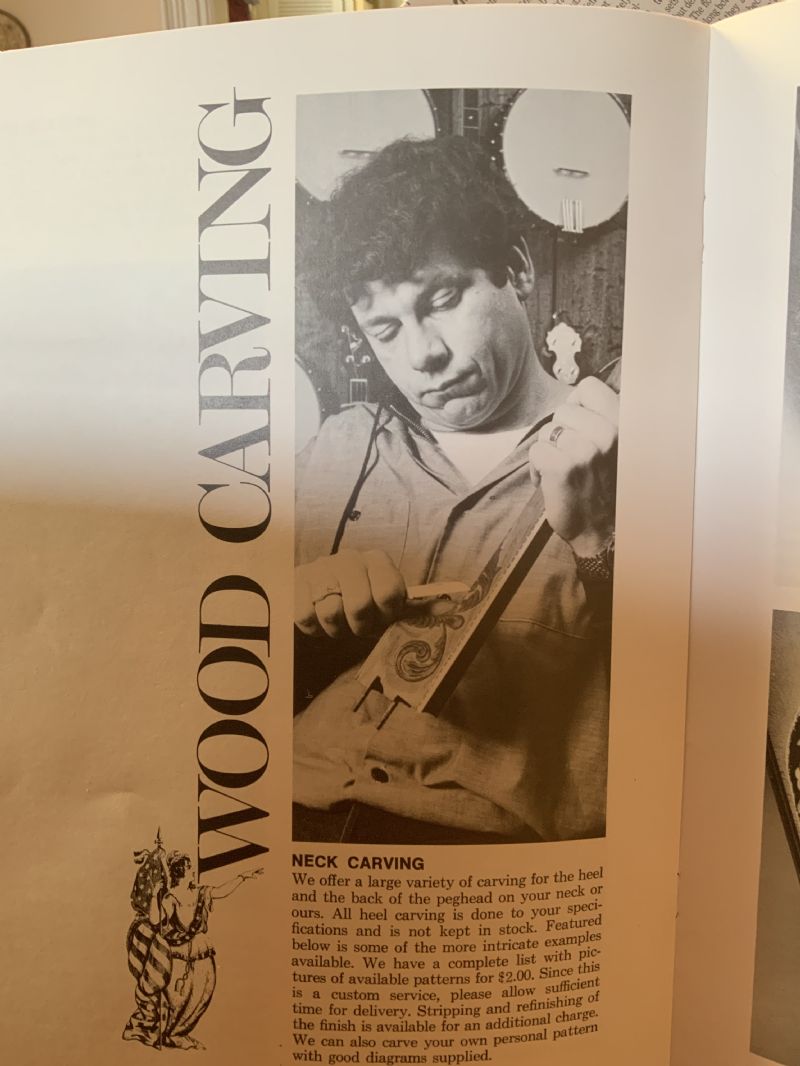 WOOD CARVING
NECK CARVING
We offer a large variety of carving for the heel
and the back of the peghead on your neck or
ours. All heel carving is done to your speci-
fications and is not kept in stock. Featured
below is some of the more intricate examples
available. We have a complete list with pic-
tures of available patterns for $2.00. Since this
is a custom service, please allow sufficient
time for delivery. Stripping and refinishing of
the finish is available for an additional charge.
We can also carve your own personal pattern
with good diagrams supplied.